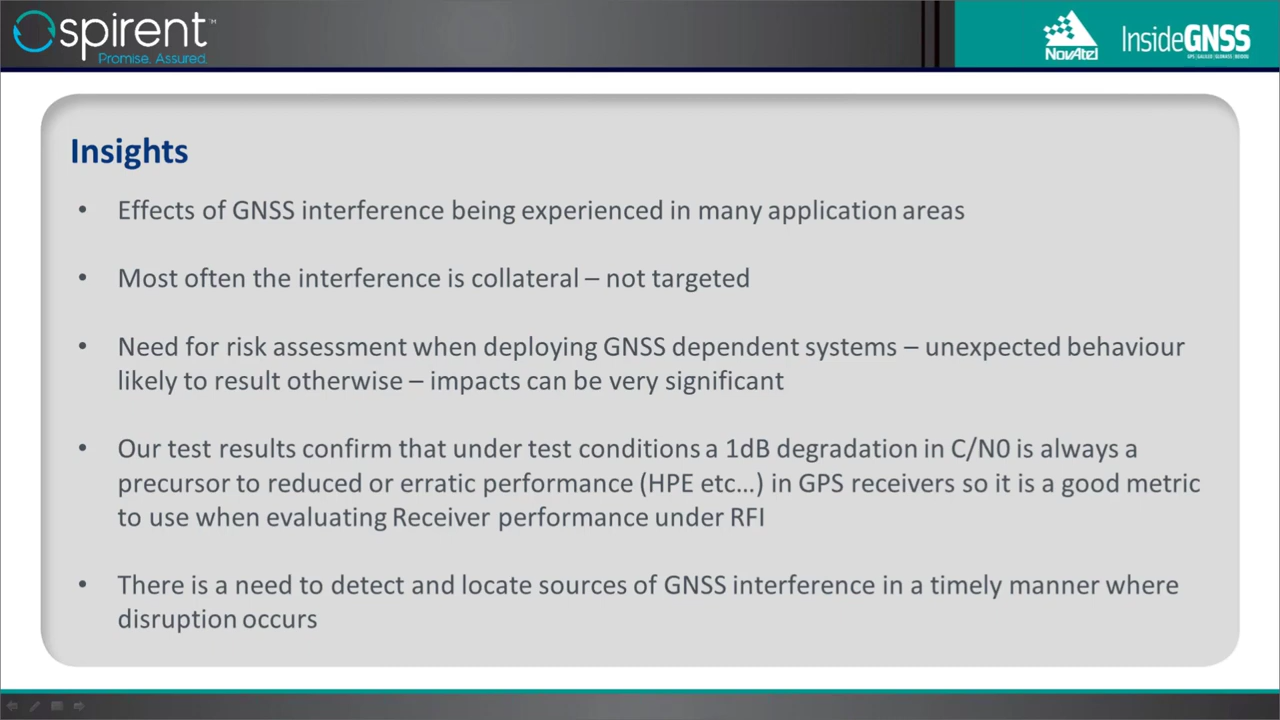 spirent™
Promise. Assured.
NovAtel
InsideGNSS
GPS | GALILEO | GLONASS | BEIDOU
Insights
• Effects of GNSS interference being experienced in many application areas
• Most often the interference is collateral – not targeted
• Need for risk assessment when deploying GNSS dependent systems – unexpected behaviour
likely to result otherwise – impacts can be very significant
• Our test results confirm that under test conditions a 1dB degradation in C/N0 is always a
precursor to reduced or erratic performance (HPE etc…) in GPS receivers so it is a good metric
to use when evaluating Receiver performance under RFI
• There is a need to detect and locate sources of GNSS interference in a timely manner where
disruption occurs